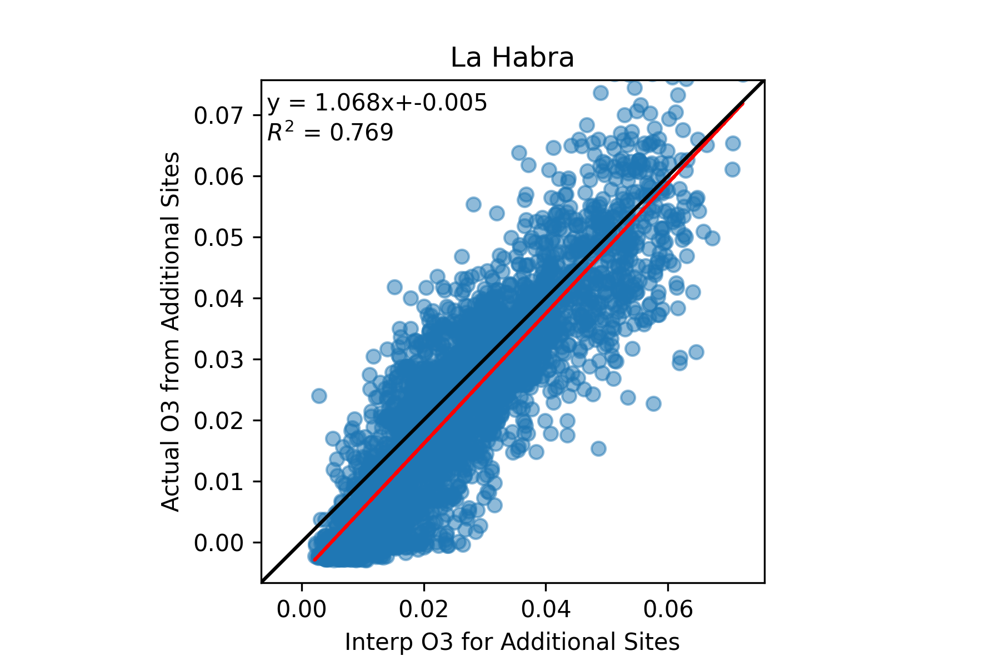 La Habra
y = 1.068x+-0.005
R² = 0.769
Actual O3 from Additional Sites
0.07
0.06
0.05
0.04
0.03
0.02
0.01
0.00
0.00 0.02 0.04 0.06
Interp O3 for Additional Sites